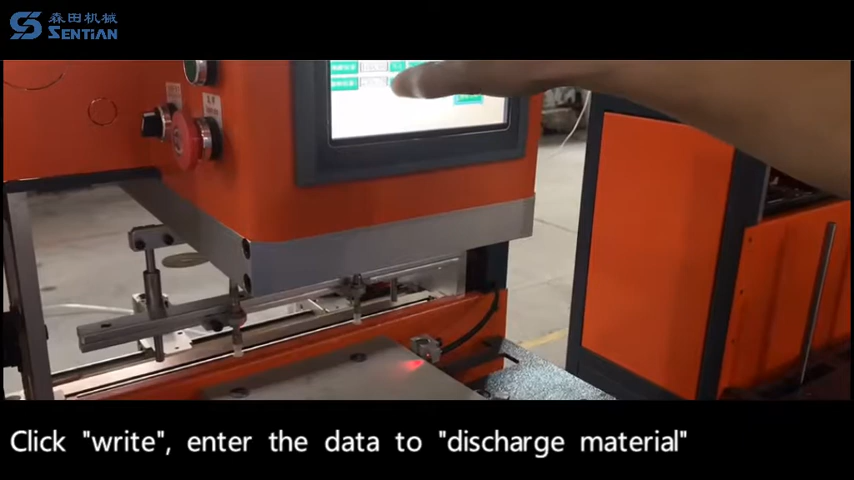 森田机械
SENTIAN
Click "write", enter the data to "discharge material"